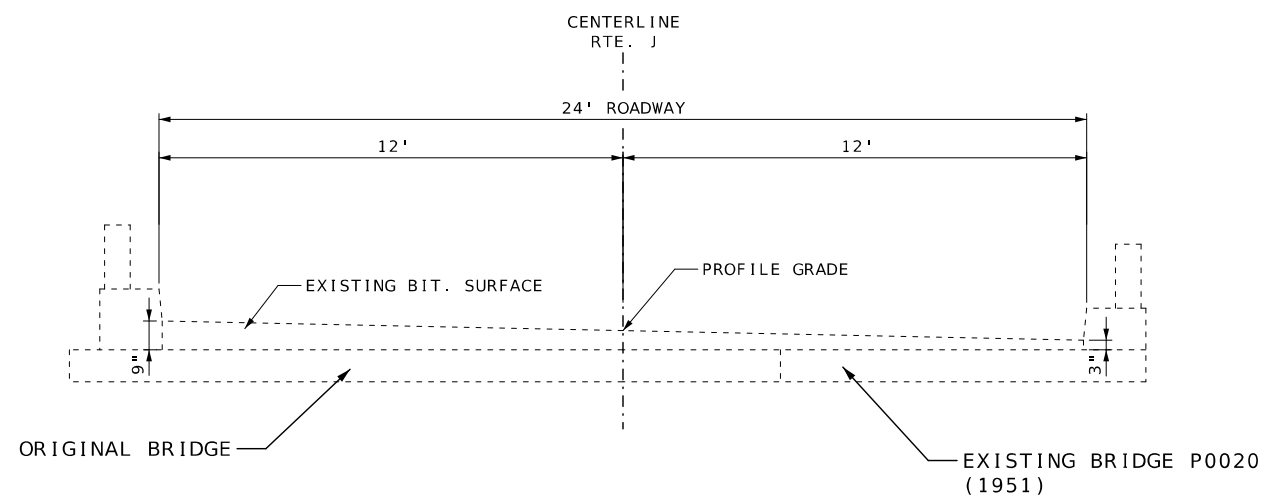 CENTERLINE
RTE. J
24' ROADWAY
12'
12'
PROFILE GRADE
EXISTING BIT. SURFACE
9"
3"
ORIGINAL BRIDGE
EXISTING BRIDGE P0020
(1951)